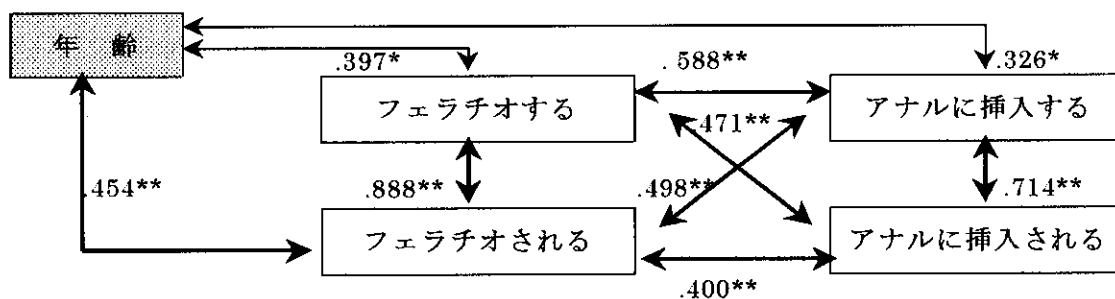 年 齢
.397*
.588**
.326*
フェラチオする
アナルに挿入する
.471**
.454**
.888**
.498**
.714**
フェラチオされる
アナルに挿入される
.400**